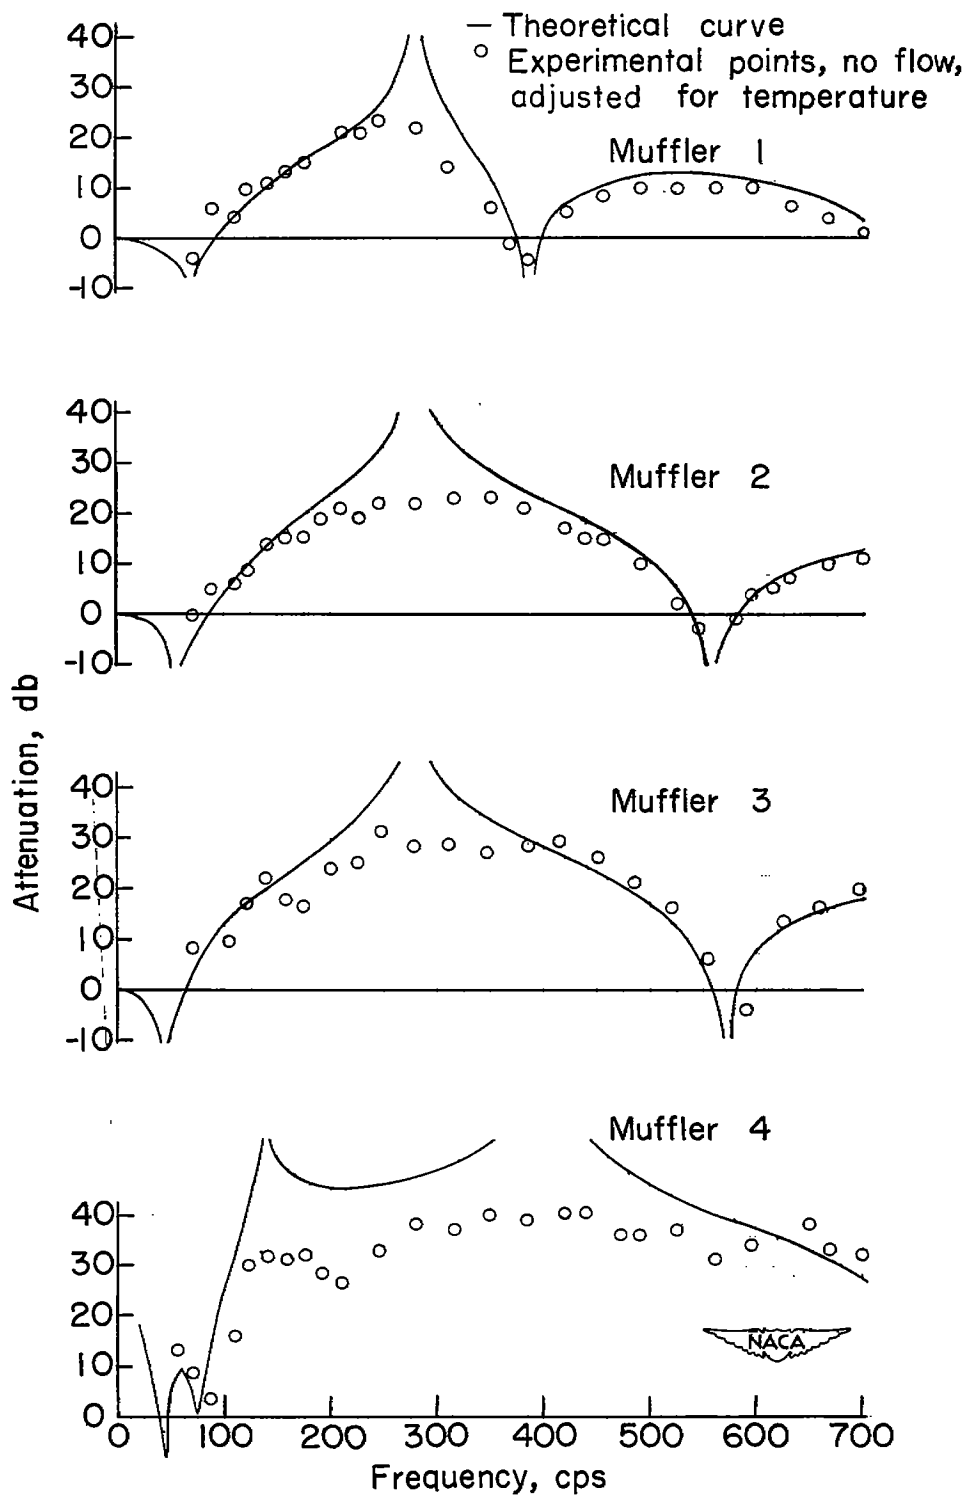 — Theoretical curve
○ Experimental points, no flow,
adjusted for temperature
40
30
20
10
0
-10
Muffler 1
40
30
20
10
0
-10
Muffler 2
Attenuation, db
40
30
20
10
0
-10
Muffler 3
40
30
20
10
0
Muffler 4
NACA
0 100 200 300 400 500 600 700
Frequency, cps